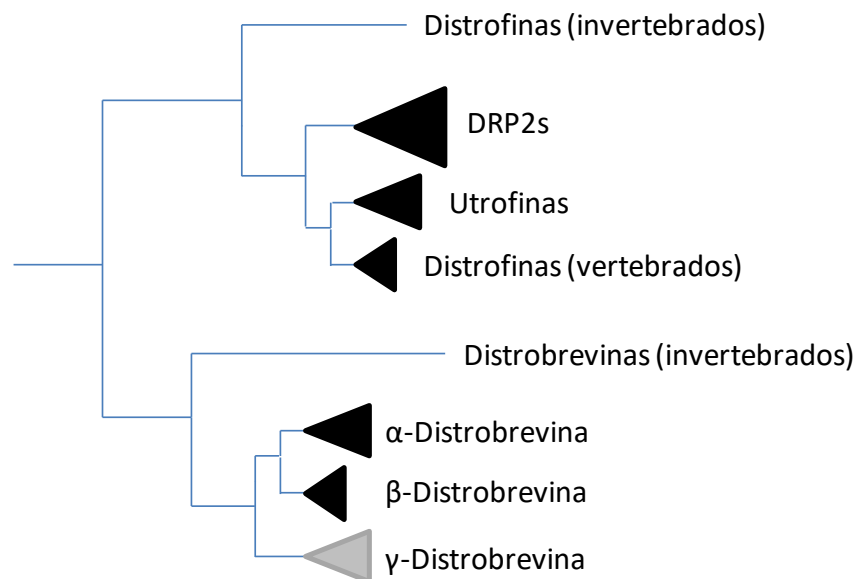 Distrofinas (invertebrados)
DRP2s
Utrofinas
Distrofinas (vertebrados)
Distrobrevinas (invertebrados)
α-Distrobrevina
β-Distrobrevina
γ-Distrobrevina